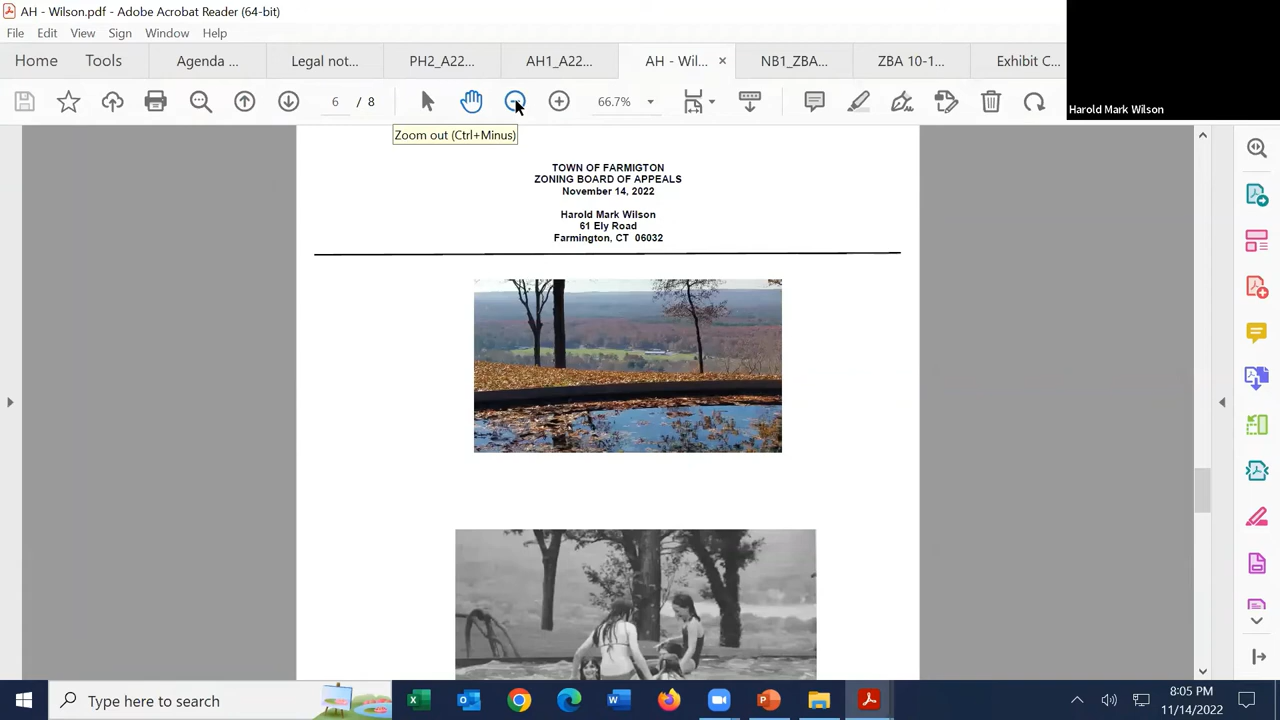 AH - Wilson.pdf - Adobe Acrobat Reader (64-bit)
File Edit View Sign Window Help
Home Tools Agenda ... Legal not... PH2_A22... AH1_A22... AH - Wil... × NB1_ZBA... ZBA 10-1... Exhibit C...
6 / 8 66.7%
Harold Mark Wilson
Zoom out (Ctrl+Minus)
TOWN OF FARMIGTON
ZONING BOARD OF APPEALS
November 14, 2022
Harold Mark Wilson
61 Ely Road
Farmington, CT 06032
Type here to search
8:05 PM
11/14/2022